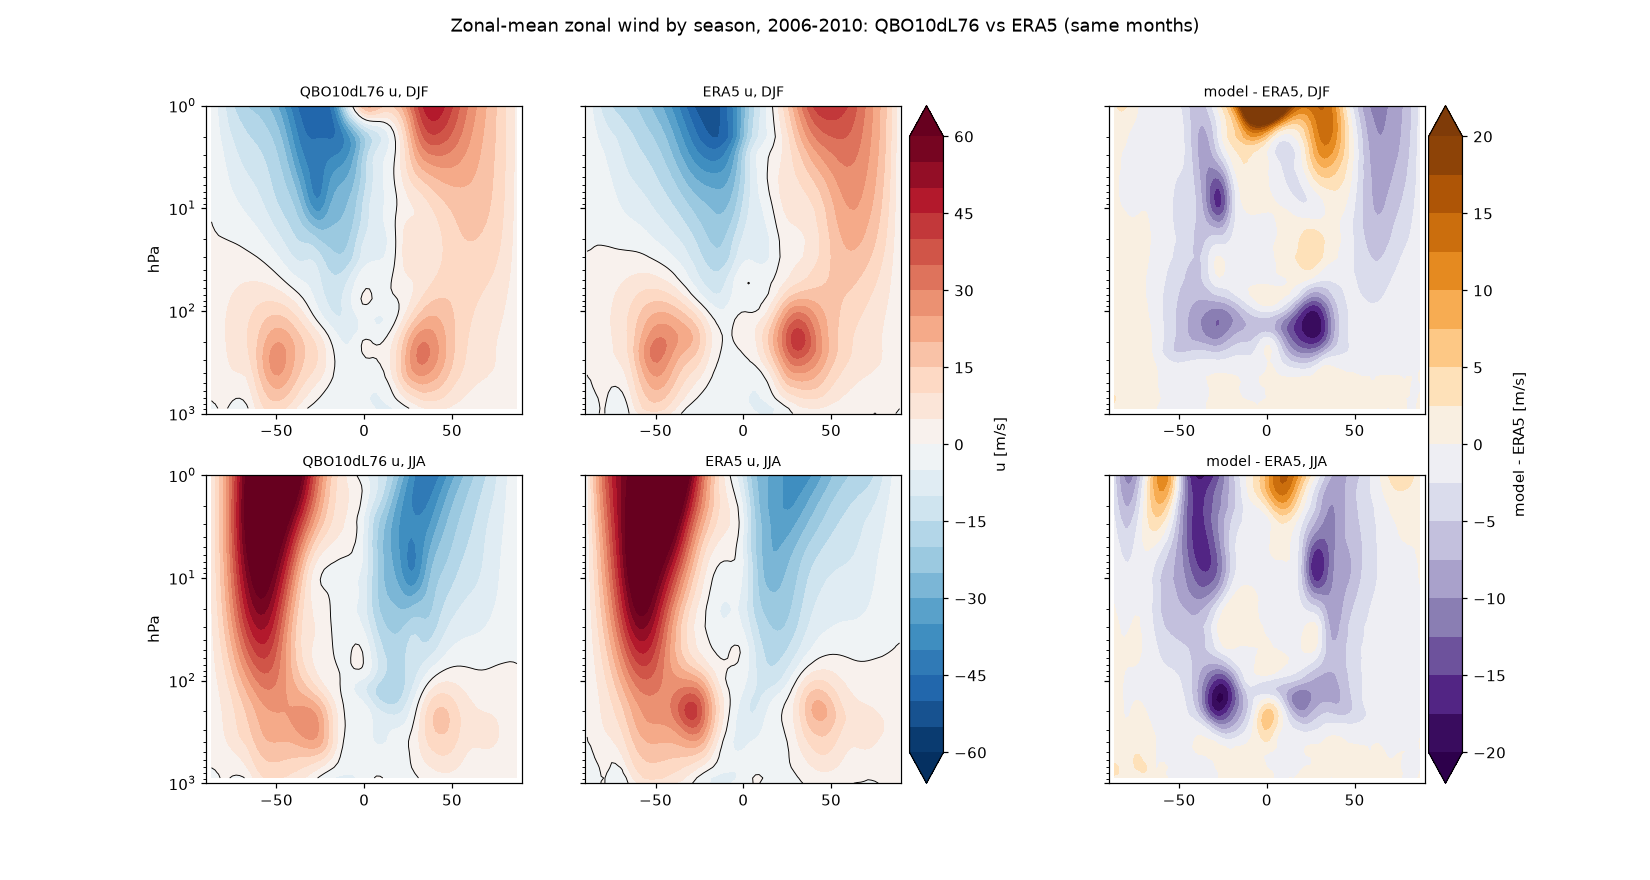 Zonal-mean zonal wind by season, 2006-2010: QBO10dL76 vs ERA5 (same months)
QBO10dL76 u, DJF
ERA5 u, DJF
model - ERA5, DJF
10⁰
10¹
10²
10³
hPa
−50 0 50
−50 0 50
−50 0 50
QBO10dL76 u, JJA
ERA5 u, JJA
model - ERA5, JJA
10⁰
10¹
10²
10³
hPa
−50 0 50
−50 0 50
−50 0 50
60
45
30
15
0
−15
−30
−45
−60
u [m/s]
20
15
10
5
0
−5
−10
−15
−20
model - ERA5 [m/s]